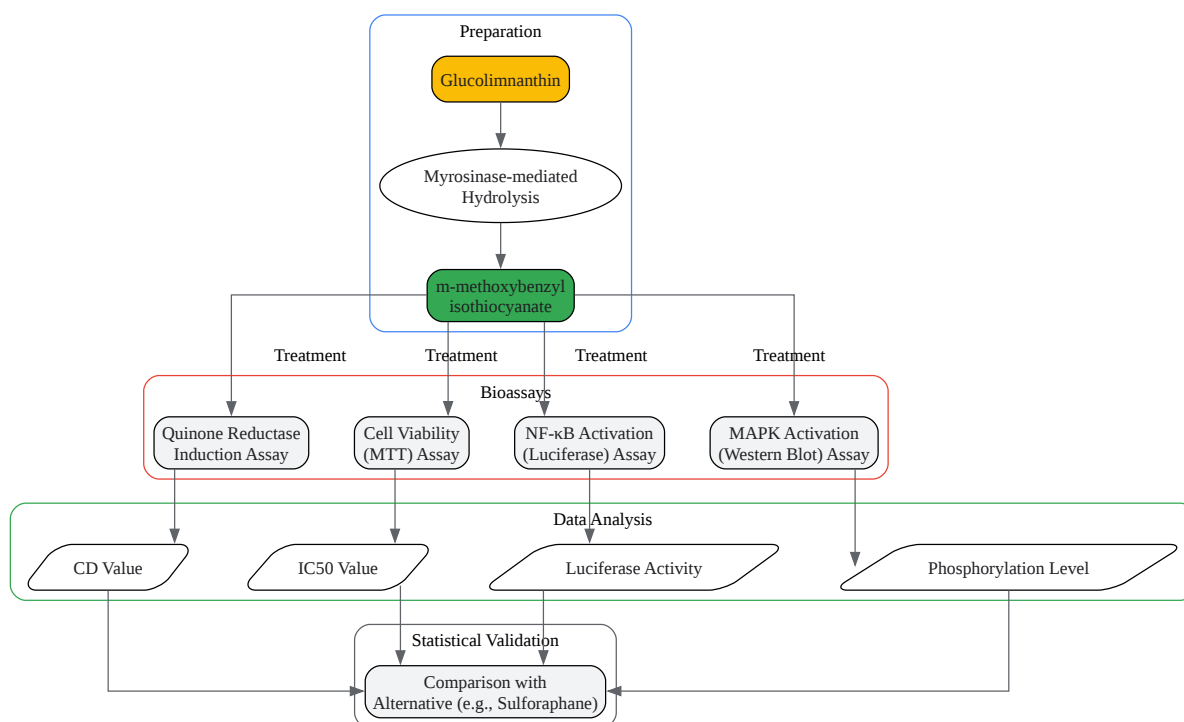 Preparation
Glucolimnanthin
Myrosinase-mediated
Hydrolysis
m-methoxybenzyl
isothiocyanate
Treatment
Treatment
Treatment
Treatment
Bioassays
Quinone Reductase
Induction Assay
Cell Viability
(MTT) Assay
NF-κB Activation
(Luciferase) Assay
MAPK Activation
(Western Blot) Assay
Data Analysis
CD Value
IC50 Value
Luciferase Activity
Phosphorylation Level
Statistical Validation
Comparison with
Alternative (e.g., Sulforaphane)